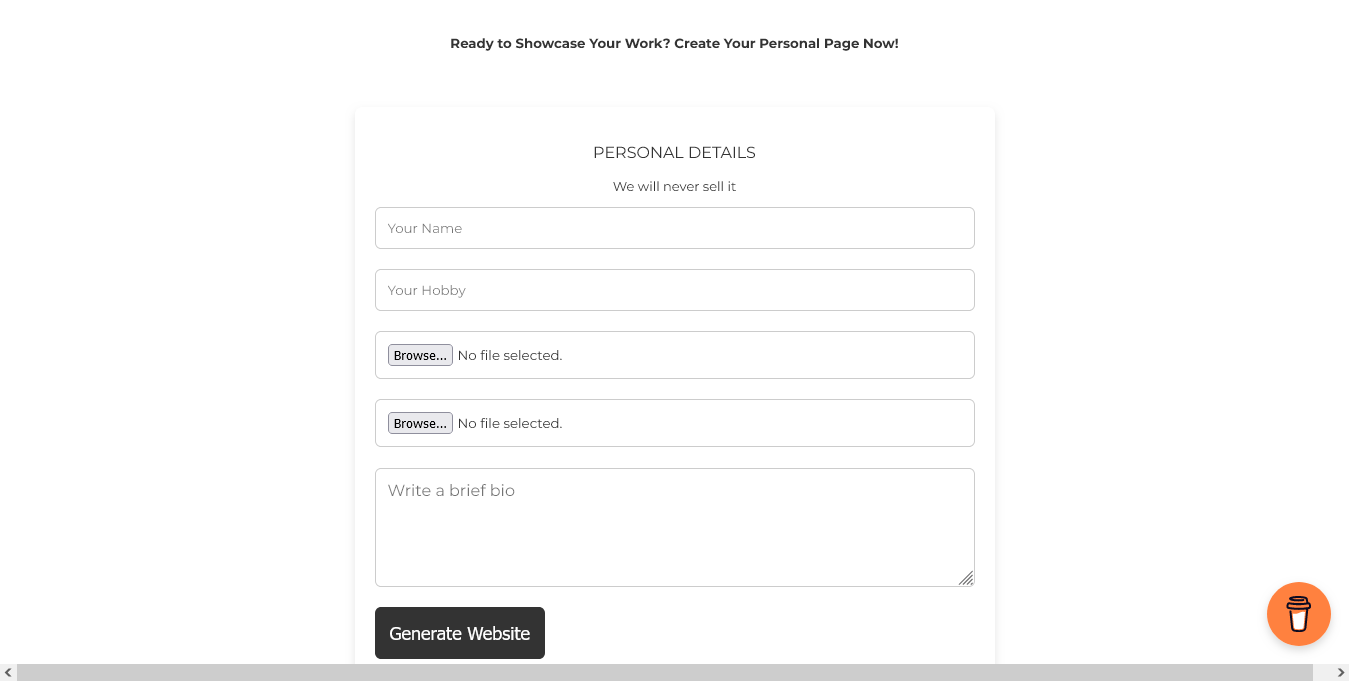 Ready to Showcase Your Work? Create Your Personal Page Now!
PERSONAL DETAILS
We will never sell it
Your Name
Your Hobby
Browse... No file selected.
Browse... No file selected.
Write a brief bio
Generate Website